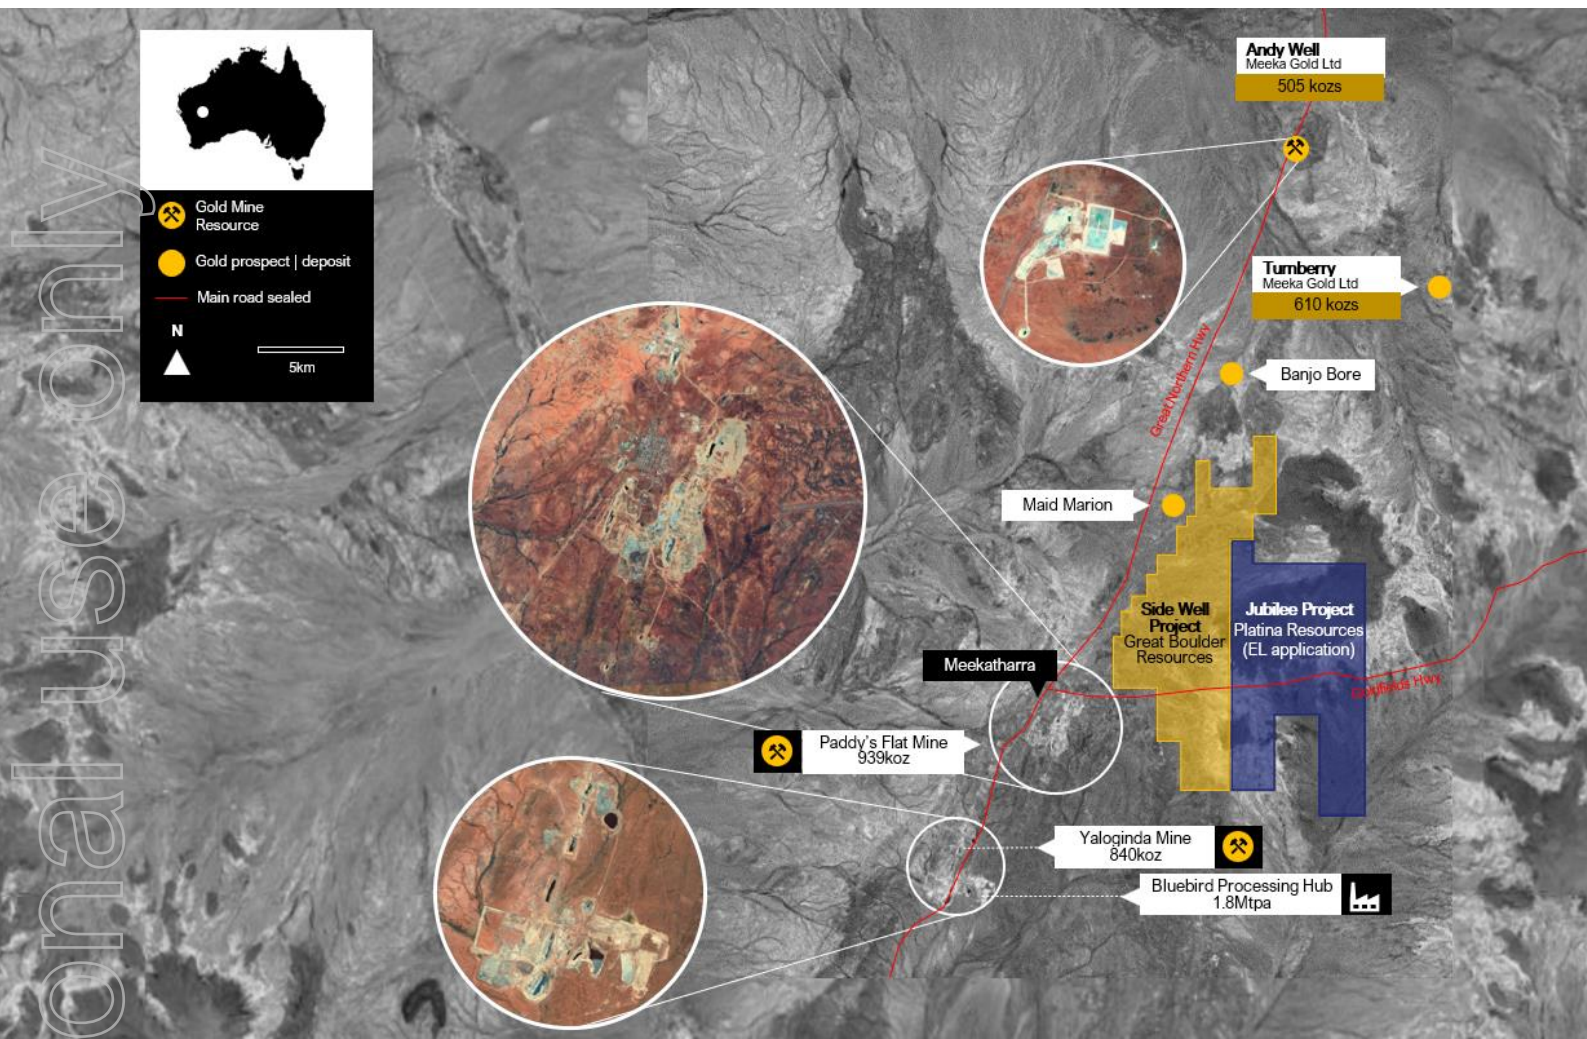 Andy Well
Meeka Gold Ltd
505 kozs
Gold Mine
Resource
Gold prospect | deposit
Main road sealed
N
5km
Turnberry
Meeka Gold Ltd
610 kozs
Great Northern Hwy
Banjo Bore
Maid Marion
Side Well
Project
Great Boulder
Resources
Jubilee Project
Platina Resources
(EL application)
Meekatharra
Goldfields Hwy
Paddy's Flat Mine
939koz
Yaloginda Mine
840koz
Bluebird Processing Hub
1.8Mtpa
onal use only